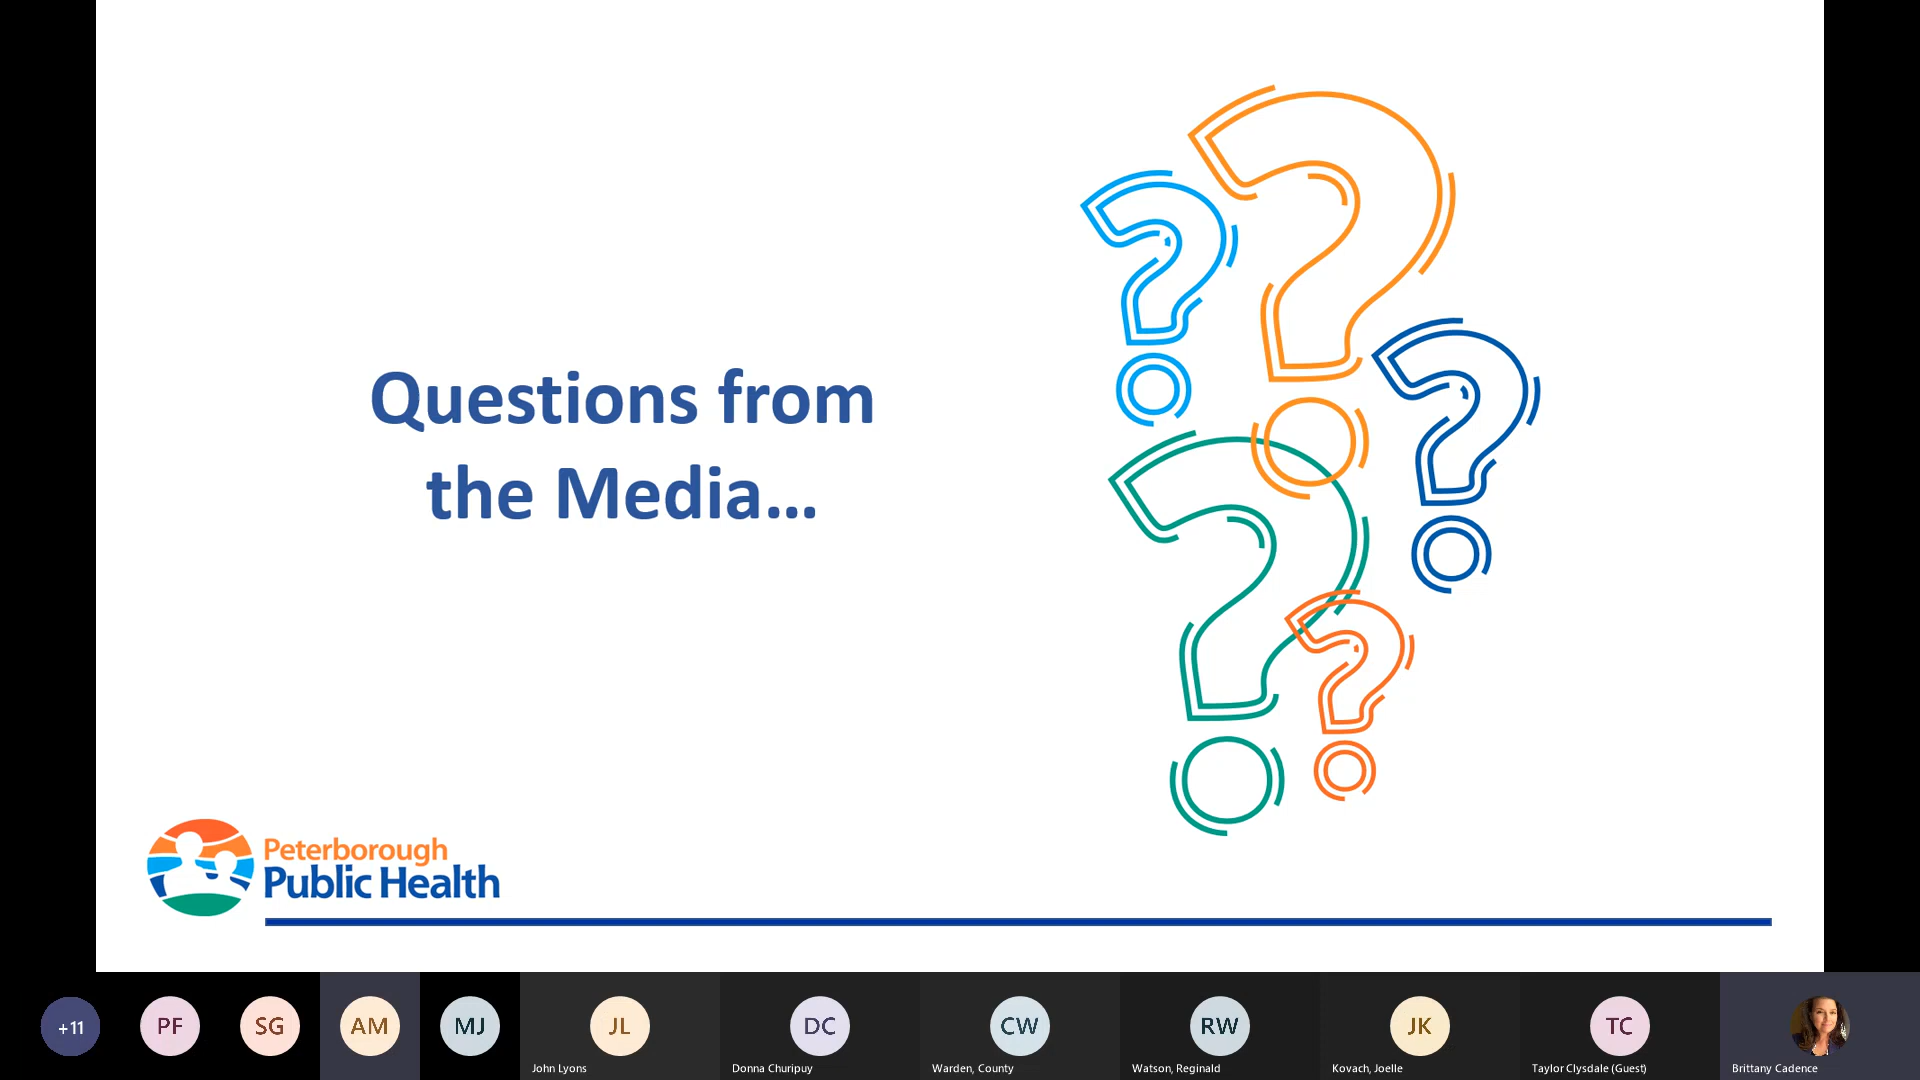 Questions from
the Media...
Peterborough
Public Health
+11
PF
SG
AM
MJ
JL
DC
CW
RW
JK
TC
John Lyons
Donna Churipuy
Warden, County
Watson, Reginald
Kovach, Joelle
Taylor Clysdale (Guest)
Brittany Cadence